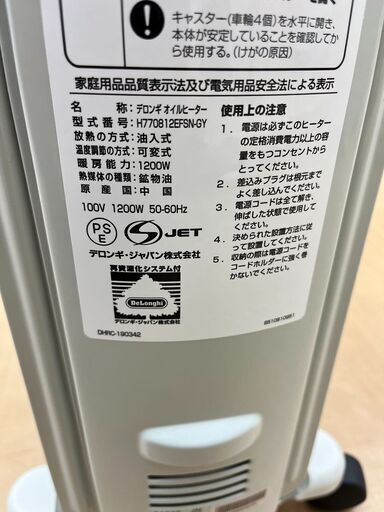 キャスター(車輪4個)を水平に開き、
本体が安定していることを確認してか
ら使用する。(けがの原因)
家庭用品品質表示法及び電気用品安全法による表示
名称:デロンギオイルヒーター
型式番号:H770812EFSN-GY
放熱の方式:油入式
温度調節の方式:可変式
暖房能力:1200W
熱媒体の種類:鉱物油
原産国:中国
100V 1200W 50-60Hz
PS
E
JET
デロンギ・ジャパン株式会社
再資源化システム付
DeLonghi
デロンギ・ジャパン株式会社
DHRC-190342
使用上の注意
1. 電源は必ずこのヒーター
の定格消費電力以上の容
量をもつコンセントから
とってください。
2. 差込みプラグは根元まで
よく差し込んでください。
3. 電源コードは全て解き、
伸ばした状態で使用して
ください。
4. 決められた設置方法に従
って設置してください。
5. 収納の際は電源コードを
コードホルダーに強く巻
かないでください。